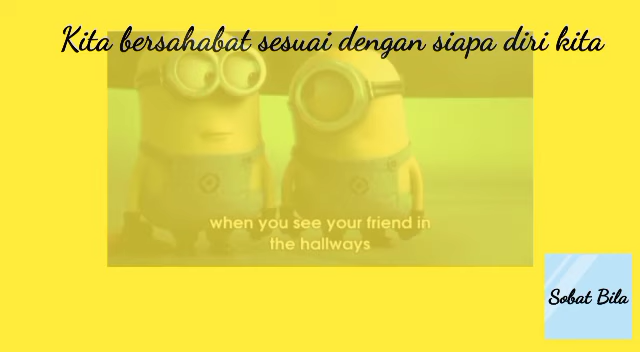 Kita bersahabat sesuai dengan siapa diri kita
when you see your friend in
the hallways
Sobat Bila